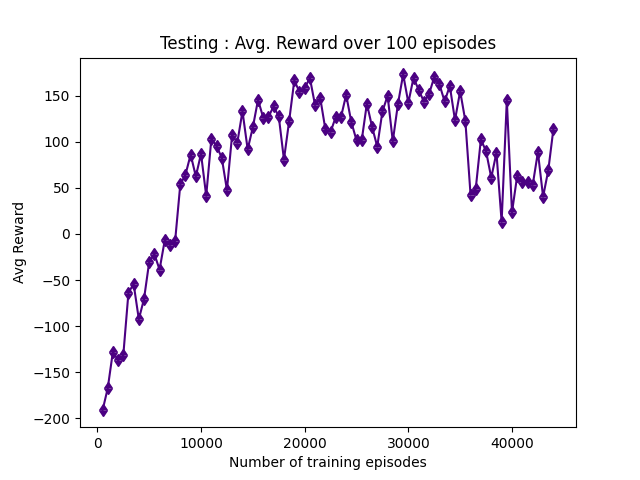 Testing : Avg. Reward over 100 episodes
150
100
50
0
−50
−100
−150
−200
Avg Reward
0 10000 20000 30000 40000
Number of training episodes